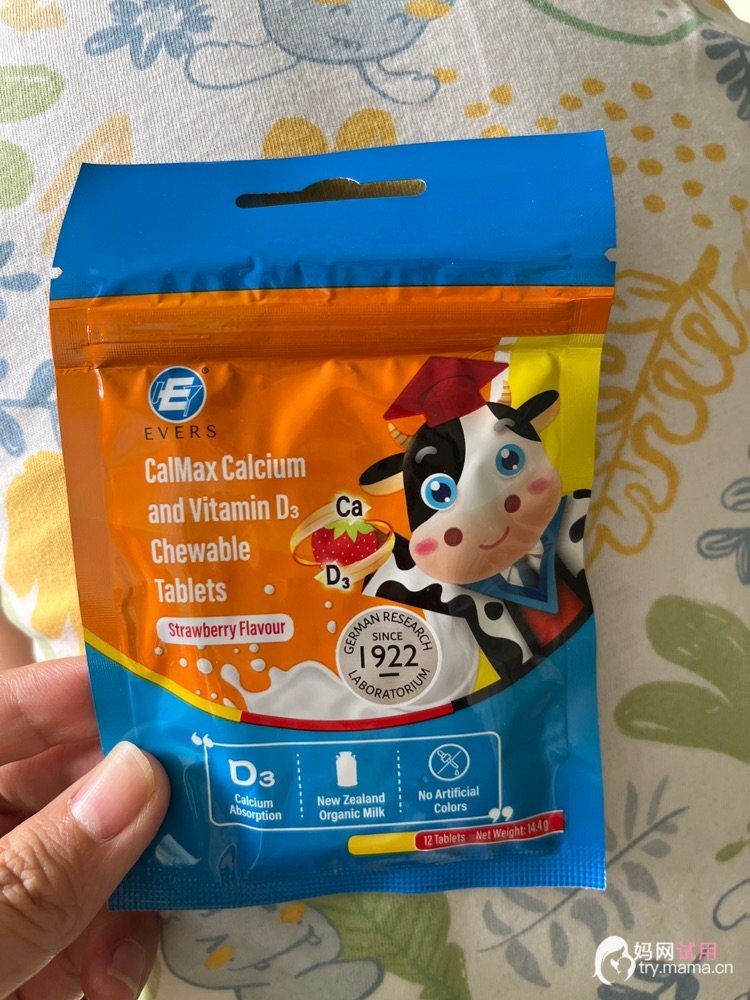 E7
®
EVERS
CalMax Calcium
and Vitamin D₃
Chewable
Tablets
Strawberry Flavour
Ca
D₃
GERMAN RESEARCH
SINCE
1922
LABORATORIUM
D3
Calcium
Absorption
New Zealand
Organic Milk
No Artificial
Colors
12 Tablets Net Weight: 14.4g
妈网试用
try.mama.cn